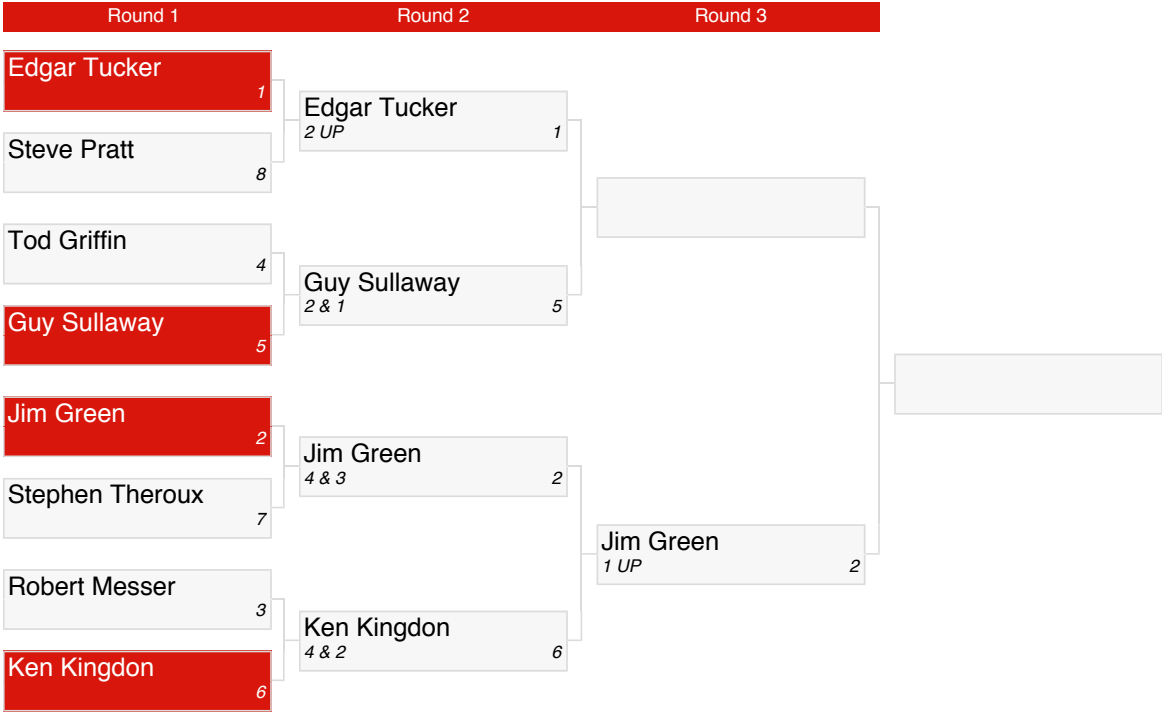 Round 1
Round 2
Round 3
Edgar Tucker
1
Steve Pratt
8
Tod Griffin
4
Guy Sullaway
5
Jim Green
2
Stephen Theroux
7
Robert Messer
3
Ken Kingdon
6
Edgar Tucker
2 UP 1
Guy Sullaway
2 & 1 5
Jim Green
4 & 3 2
Ken Kingdon
4 & 2 6
Jim Green
1 UP 2